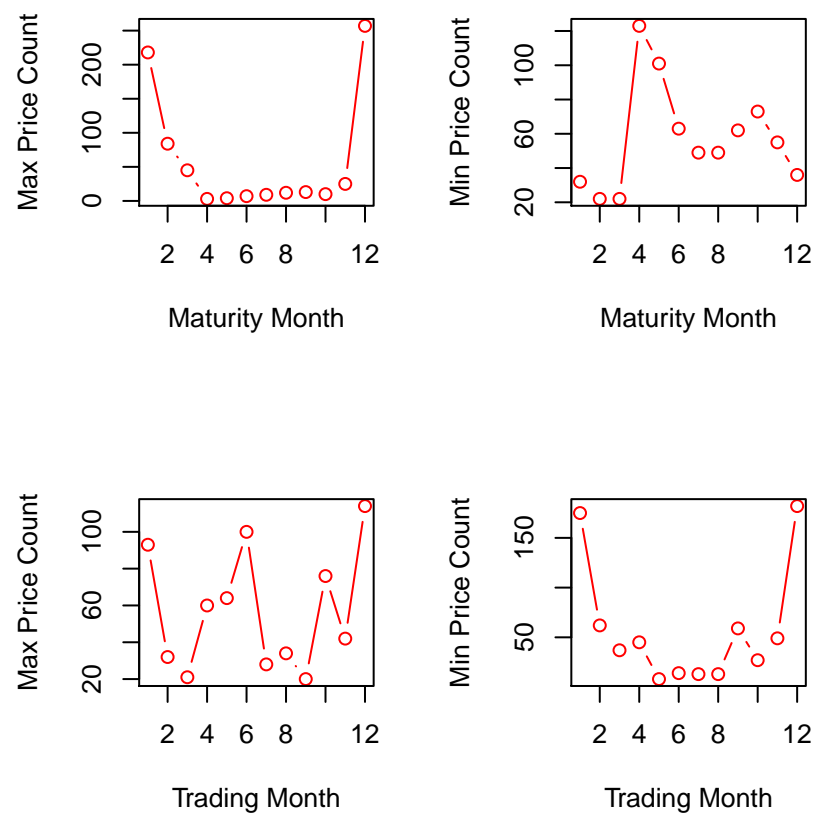 Max Price Count
0
100
200
2 4 6 8 12
Maturity Month
Min Price Count
20
60
100
2 4 6 8 12
Maturity Month
Max Price Count
20
60
100
2 4 6 8 12
Trading Month
Min Price Count
50
150
2 4 6 8 12
Trading Month